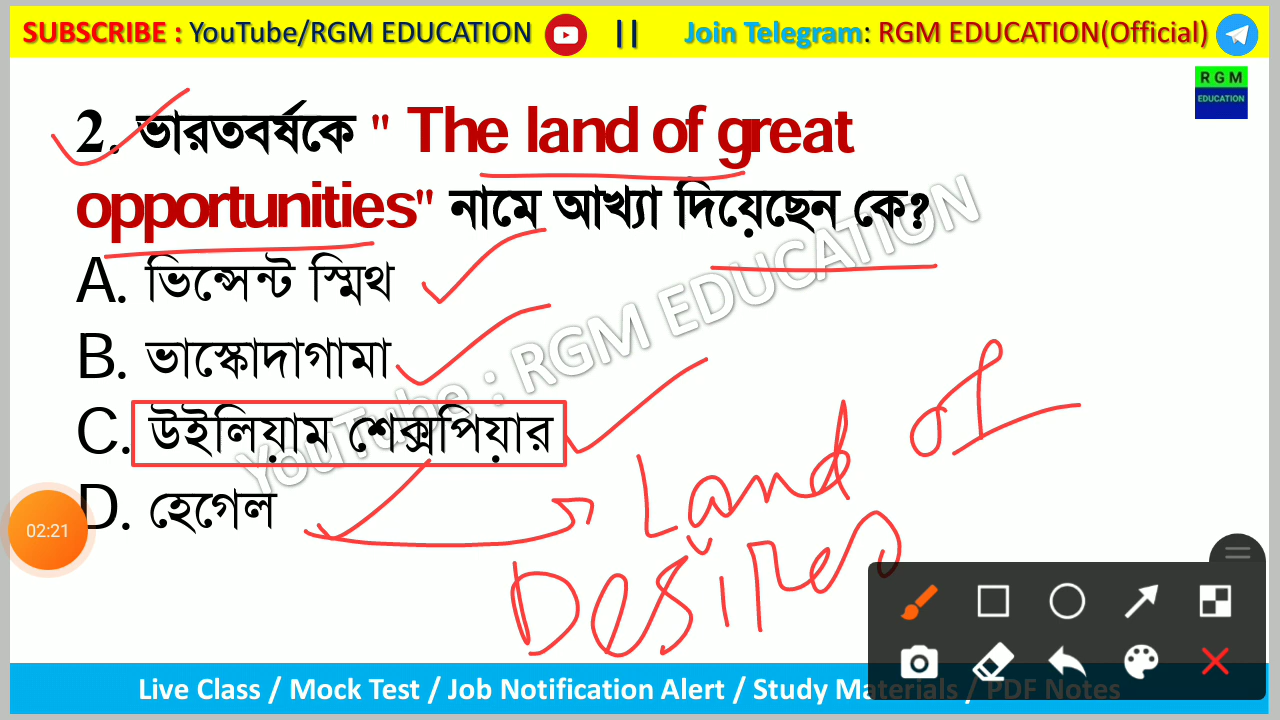 SUBSCRIBE : YouTube/RGM EDUCATION || Join Telegram: RGM EDUCATION(Official)
RGM
EDUCATION
2. ভারতবর্ষকে " The land of great
opportunities" নামে আখ্যা দিয়েছেন কে?
A. ভিন্সেন্ট স্মিথ
B. ভাস্কোদাগামা
C. উইলিয়াম শেক্সপিয়ার
D. হেগেল
YouTube : RGM EDUCATION
Land of
Desires
02:21
Live Class / Mock Test / Job Notification Alert / Study Materials / PDF Notes